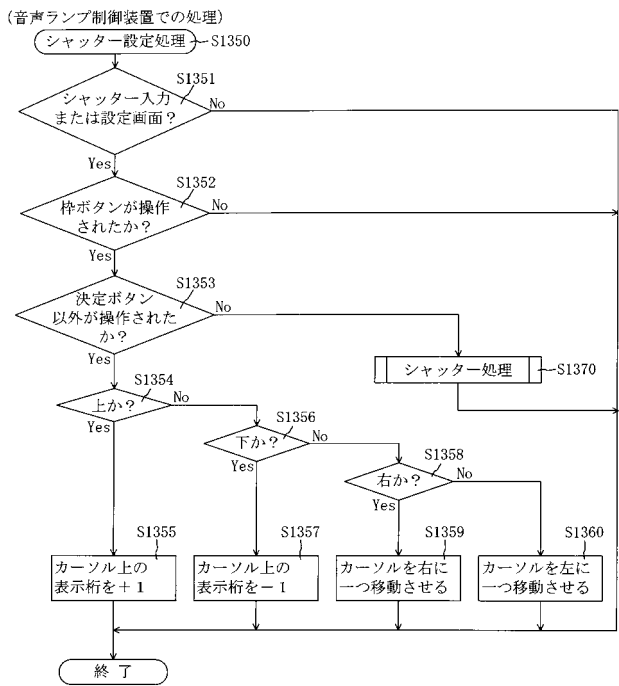 (音声ランプ制御装置での処理)
シャッター設定処理
S1350
S1351
シャッター入力
または設定画面?
No
Yes
S1352
枠ボタンが操作
されたか?
No
Yes
S1353
決定ボタン
以外が操作された
か?
No
Yes
シャッター処理
S1370
S1354
上か?
No
Yes
S1356
下か?
No
Yes
S1358
右か?
No
Yes
S1355
カーソル上の
表示桁を+1
S1357
カーソル上の
表示桁を-1
S1359
カーソルを右に
一つ移動させる
S1360
カーソルを左に
一つ移動させる
終了